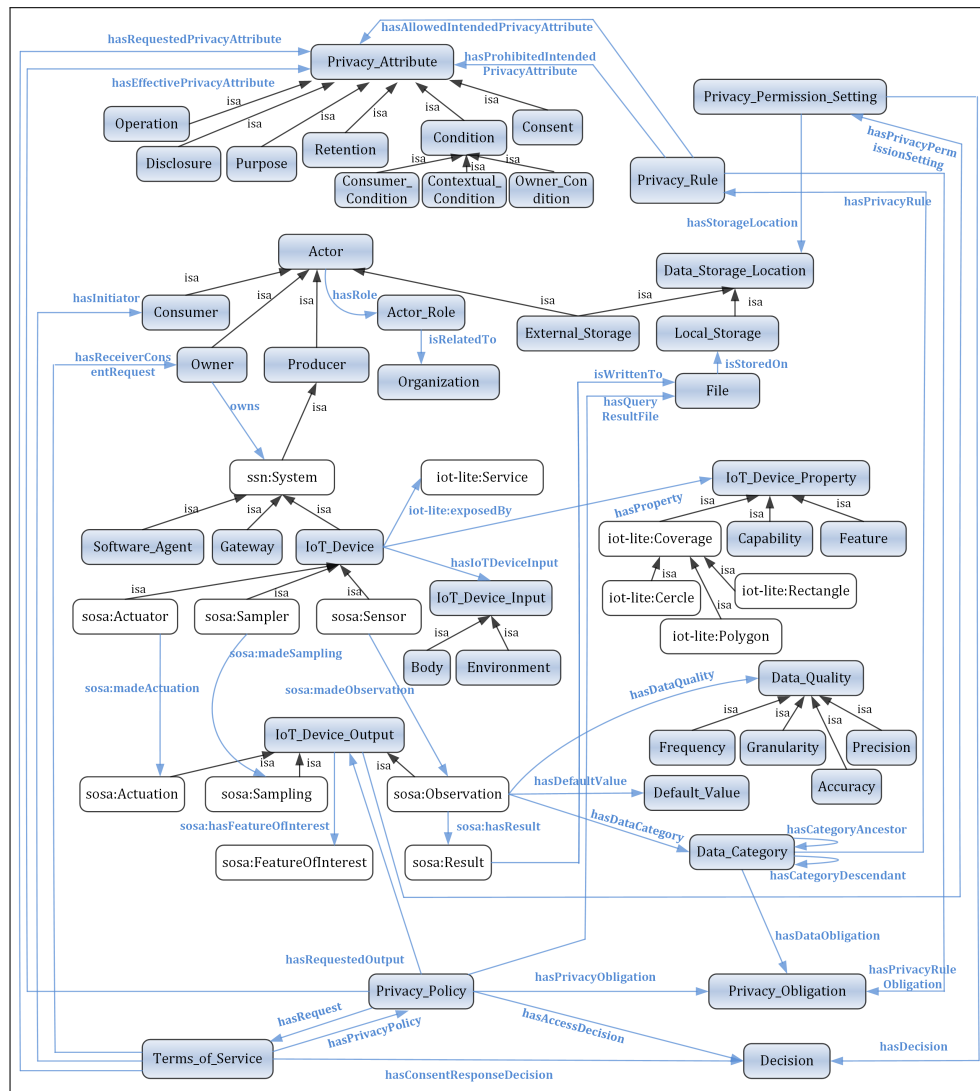 hasAllowedIntendedPrivacyAttribute
hasRequestedPrivacyAttribute
Privacy_Attribute
hasProhibitedIntended
PrivacyAttribute
hasEffectivePrivacyAttribute
isa
isa
isa
isa
isa
isa
Privacy_Permission_Setting
Operation
Disclosure
Purpose
Retention
Condition
Consent
hasPrivacyPerm
issionSetting
isa
isa
isa
Consumer_
Condition
Contextual_
Condition
Owner_Con
dition
Privacy_Rule
hasPrivacyRule
hasStorageLocation
Actor
Data_Storage_Location
isa
isa
isa
hasRole
isa
isa
hasInitiator
Consumer
Actor_Role
External_Storage
Local_Storage
isRelatedTo
hasReceiverCons
entRequest
Owner
Producer
Organization
isStoredOn
isWrittenTo
File
hasQuery
ResultFile
owns
isa
ssn:System
iot-lite:Service
IoT_Device_Property
isa
isa
isa
iot-lite:exposedBy
hasProperty
isa
isa
isa
Software_Agent
Gateway
IoT_Device
iot-lite:Coverage
Capability
Feature
hasIoTDeviceInput
isa
isa
isa
isa
isa
isa
sosa:Actuator
sosa:Sampler
sosa:Sensor
IoT_Device_Input
iot-lite:Cercle
iot-lite:Rectangle
iot-lite:Polygon
isa
isa
Body
Environment
sosa:madeSampling
sosa:madeActuation
sosa:madeObservation
hasDataQuality
Data_Quality
isa
isa
isa
isa
IoT_Device_Output
Frequency
Granularity
Precision
Accuracy
isa
isa
isa
sosa:Actuation
sosa:Sampling
sosa:Observation
hasDefaultValue
Default_Value
sosa:hasFeatureOfInterest
sosa:hasResult
hasDataCategory
hasCategoryAncestor
sosa:FeatureOfInterest
sosa:Result
Data_Category
hasCategoryDescendant
hasDataObligation
hasRequestedOutput
hasPrivacyObligation
hasPrivacyRule
Obligation
Privacy_Policy
Privacy_Obligation
hasRequest
hasPrivacyPolicy
hasAccessDecision
Terms_of_Service
Decision
hasDecision
hasConsentResponseDecision